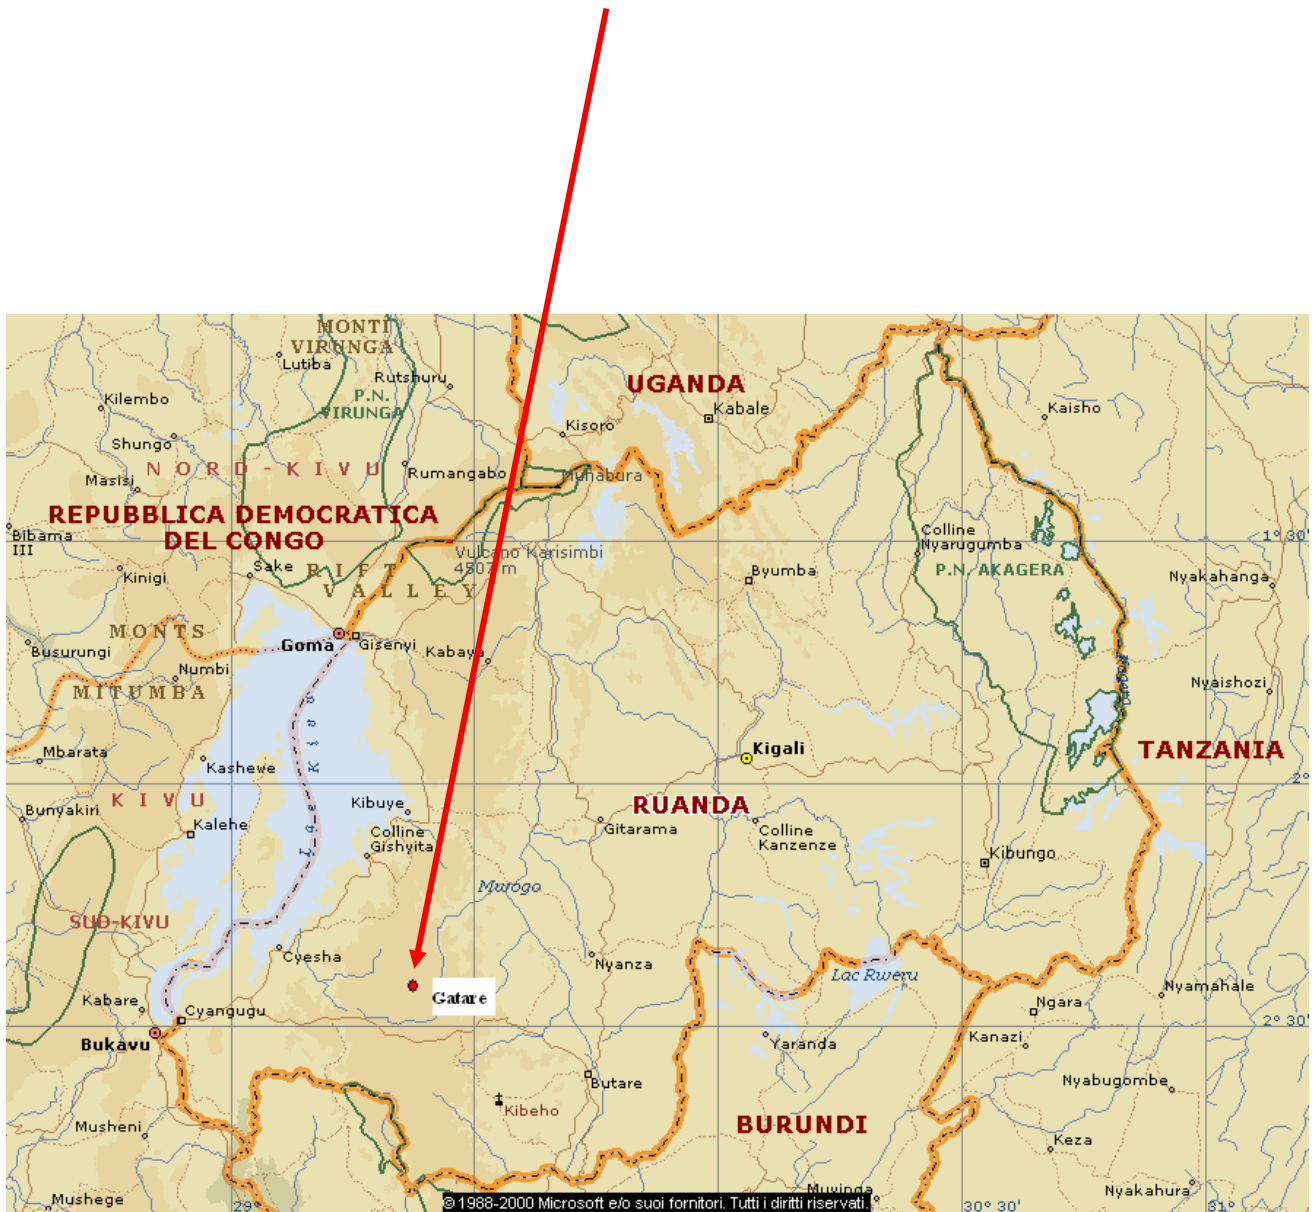 MONTI
VIRUNGA
Lutiba
Rutshuru
P.N.
VIRUNGA
UGANDA
Kabale
Kilembo
Kaisho
Kisoro
Shungo
NORD-KIVU
Rumangabo
Muhabura
Masisi
REPUBBLICA DEMOCRATICA
DEL CONGO
Bibama
III
Colline
Nyarugumba
1° 30'
Vulcano Karisimbi
4507 m
Sake
RIFT
VALLEY
Kinigi
Byumba
P.N. AKAGERA
Nyakahanga
MONTS
MITUMBA
Goma
Gisenyi
Kabaya
Busurungi
Numbi
Nyaishozi
Lake Kivu
Mbarata
Kashewe
Kigali
TANZANIA
2°
KIVU
Bunyakiri
Kibuye
RUANDA
Kalehe
Colline
Gishyita
Gitarama
Colline
Kanzenze
Kibungo
Murogo
SUD-KIVU
Cyesha
Nyanza
Lac Rweru
Gatare
Kabare
Cyangugu
Nyamahale
Ngara
2° 30'
Bukavu
Yaranda
Kanazi
Butare
Nyabugombe
Kibeho
BURUNDI
Musheni
Keza
Mushege
29°
Muyinga
30° 30'
31°
Nyakahura
© 1988-2000 Microsoft e/o suoi fornitori. Tutti i diritti riservati.